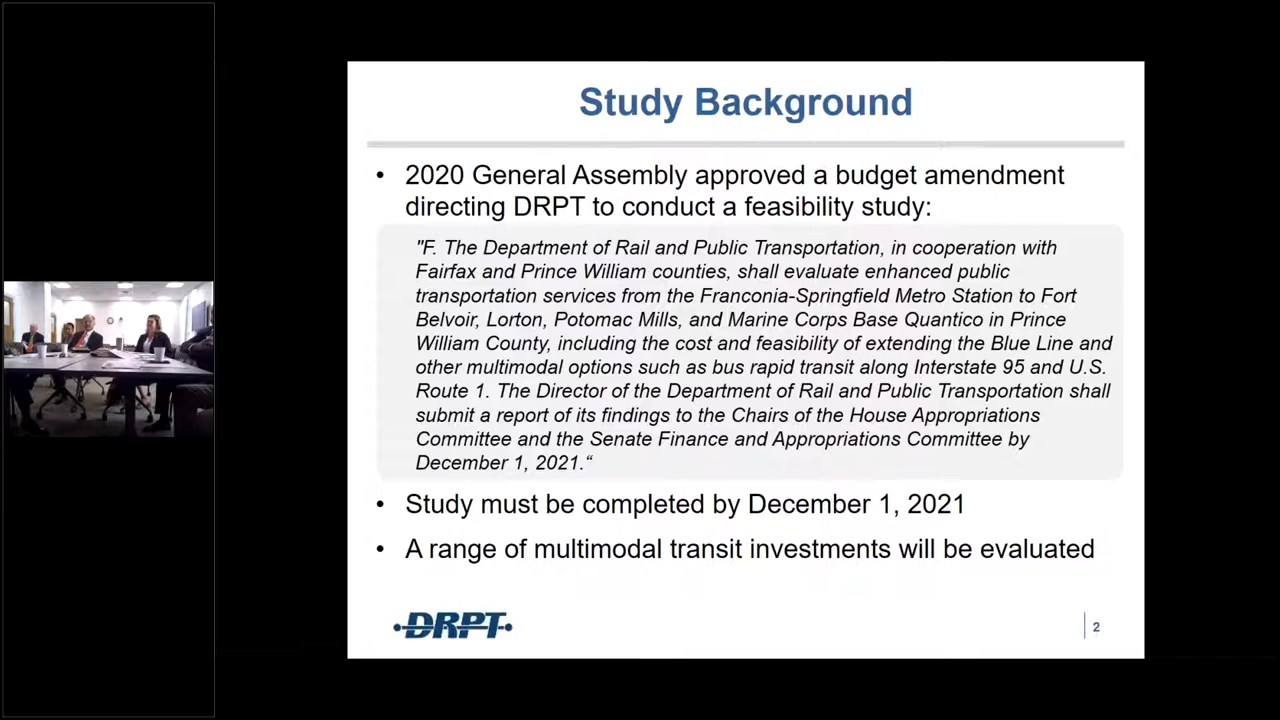 Study Background
• 2020 General Assembly approved a budget amendment
directing DRPT to conduct a feasibility study:
"F. The Department of Rail and Public Transportation, in cooperation with
Fairfax and Prince William counties, shall evaluate enhanced public
transportation services from the Franconia-Springfield Metro Station to Fort
Belvoir, Lorton, Potomac Mills, and Marine Corps Base Quantico in Prince
William County, including the cost and feasibility of extending the Blue Line and
other multimodal options such as bus rapid transit along Interstate 95 and U.S.
Route 1. The Director of the Department of Rail and Public Transportation shall
submit a report of its findings to the Chairs of the House Appropriations
Committee and the Senate Finance and Appropriations Committee by
December 1, 2021.“
• Study must be completed by December 1, 2021
• A range of multimodal transit investments will be evaluated
DRPT
2